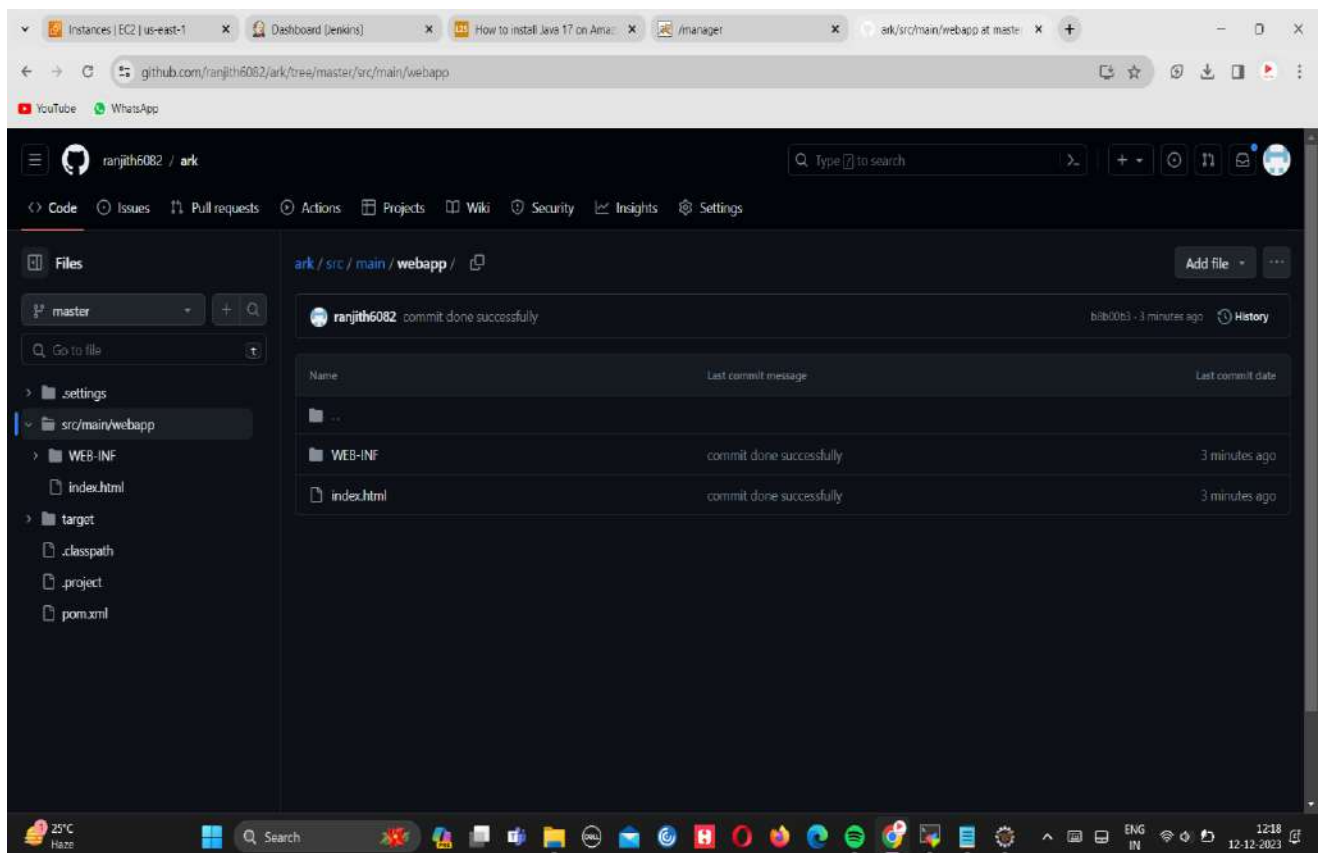 Instances | EC2 | us-east-1
Dashboard [Jenkins]
How to install Java 17 on Amaz
/manager
ark/src/main/webapp at maste
github.com/ranjith6082/ark/tree/master/src/main/webapp
YouTube WhatsApp
ranjith6082 / ark
Type / to search
Code Issues Pull requests Actions Projects Wiki Security Insights Settings
Files
ark / src / main / webapp /
Add file
master
ranjith6082 commit done successfully
b8b00b3 · 3 minutes ago History
Go to file
t
Name Last commit message Last commit date
.settings
..
src/main/webapp
WEB-INF
WEB-INF commit done successfully 3 minutes ago
index.html
index.html commit done successfully 3 minutes ago
target
.classpath
.project
pom.xml
25°C
Haze
Search
ENG
IN
12:18
12-12-2023